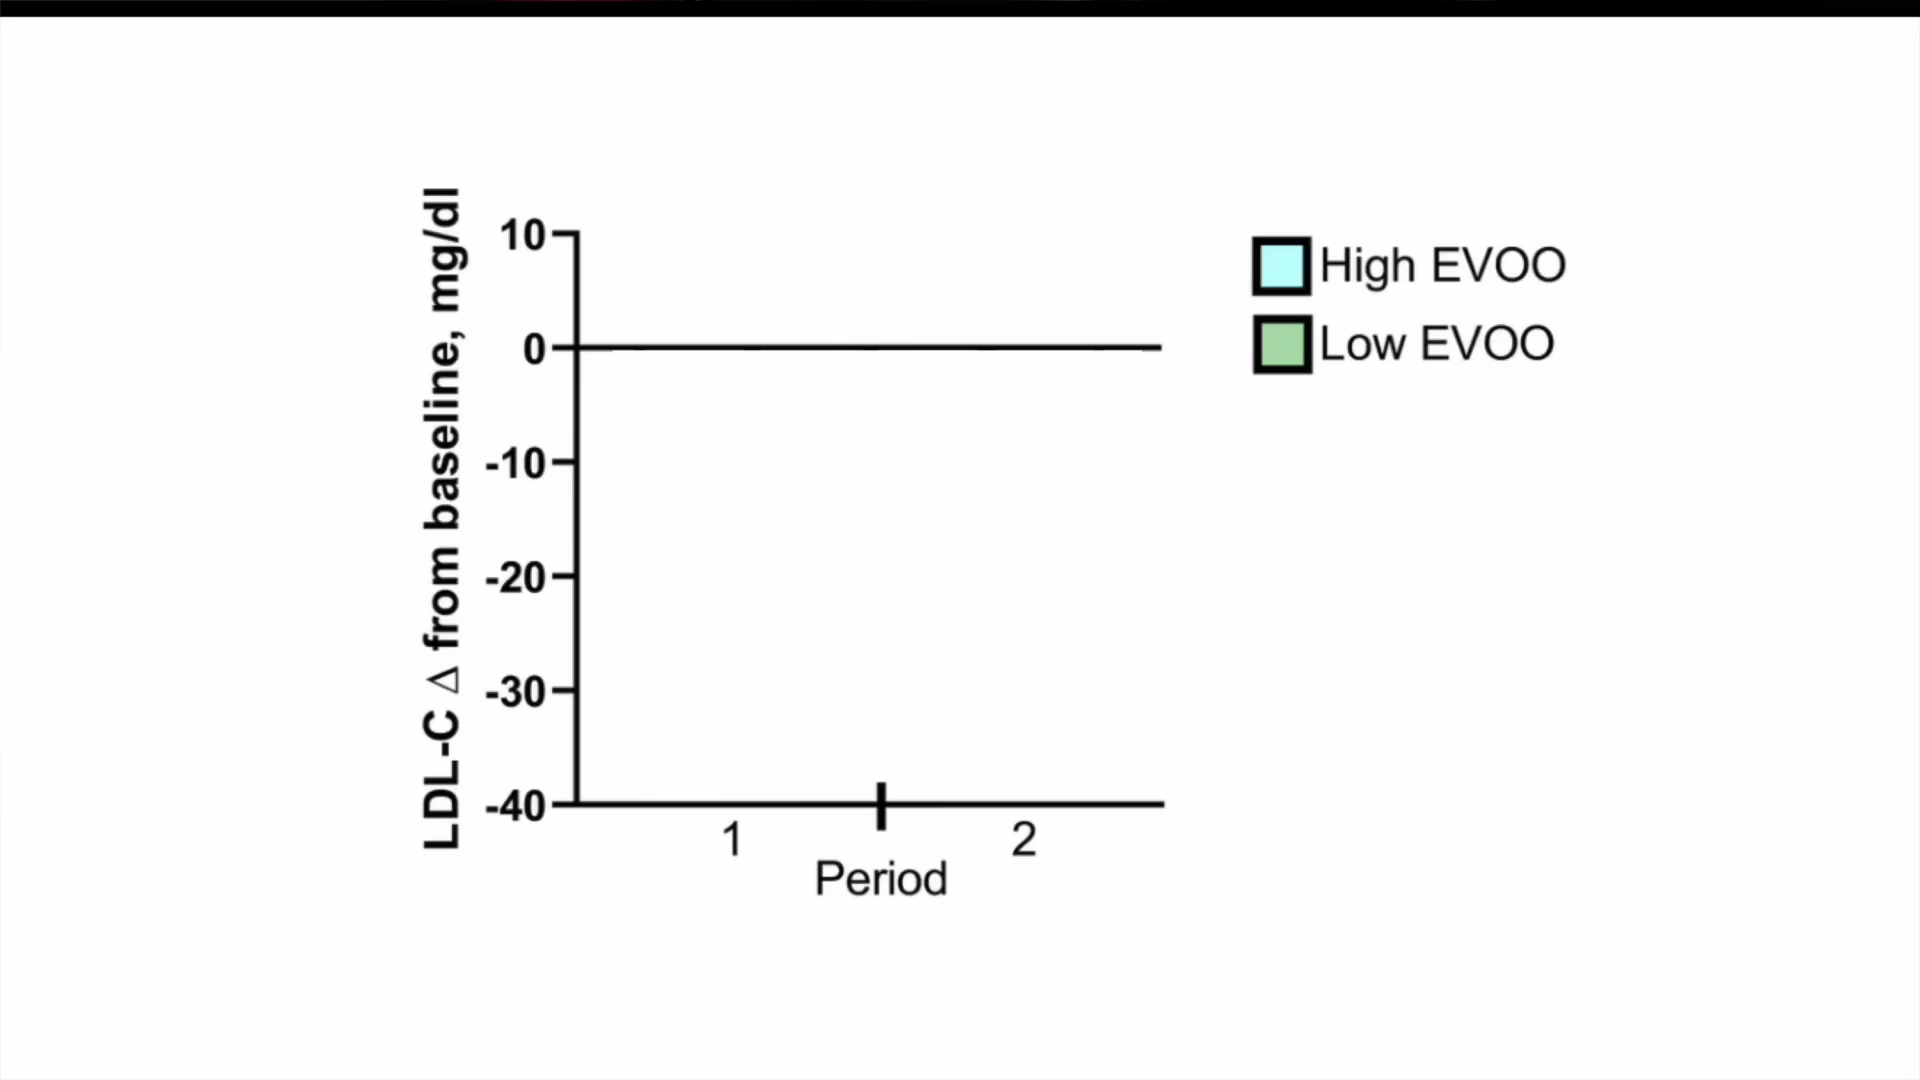 LDL-C Δ from baseline, mg/dl
10
0
-10
-20
-30
-40
1
2
Period
High EVOO
Low EVOO